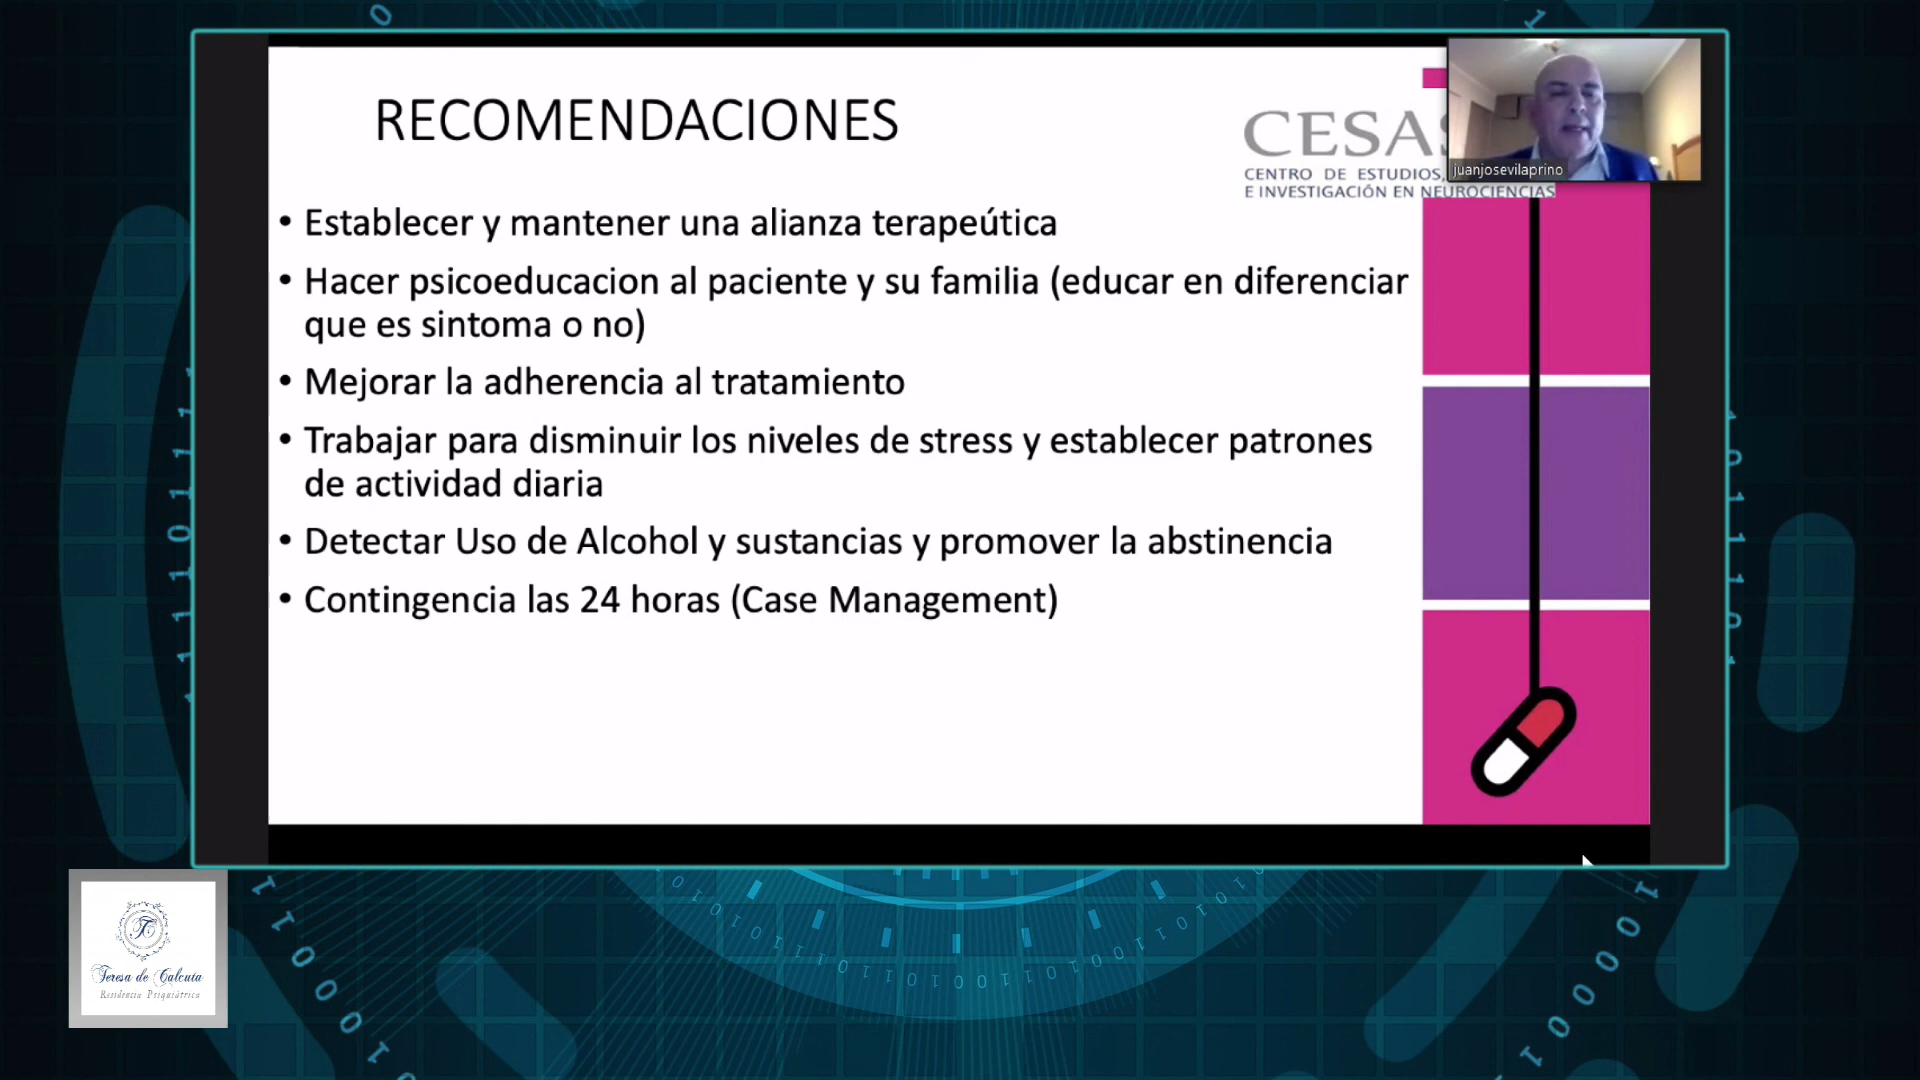 RECOMENDACIONES
CESAS
CENTRO DE ESTUDIOS,
E INVESTIGACIÓN EN NEUROCIENCIAS
juanjosevilaprino
• Establecer y mantener una alianza terapeútica
• Hacer psicoeducacion al paciente y su familia (educar en diferenciar
que es sintoma o no)
• Mejorar la adherencia al tratamiento
• Trabajar para disminuir los niveles de stress y establecer patrones
de actividad diaria
• Detectar Uso de Alcohol y sustancias y promover la abstinencia
• Contingencia las 24 horas (Case Management)
Teresa de Calcuta
Residencia Psiquiátrica